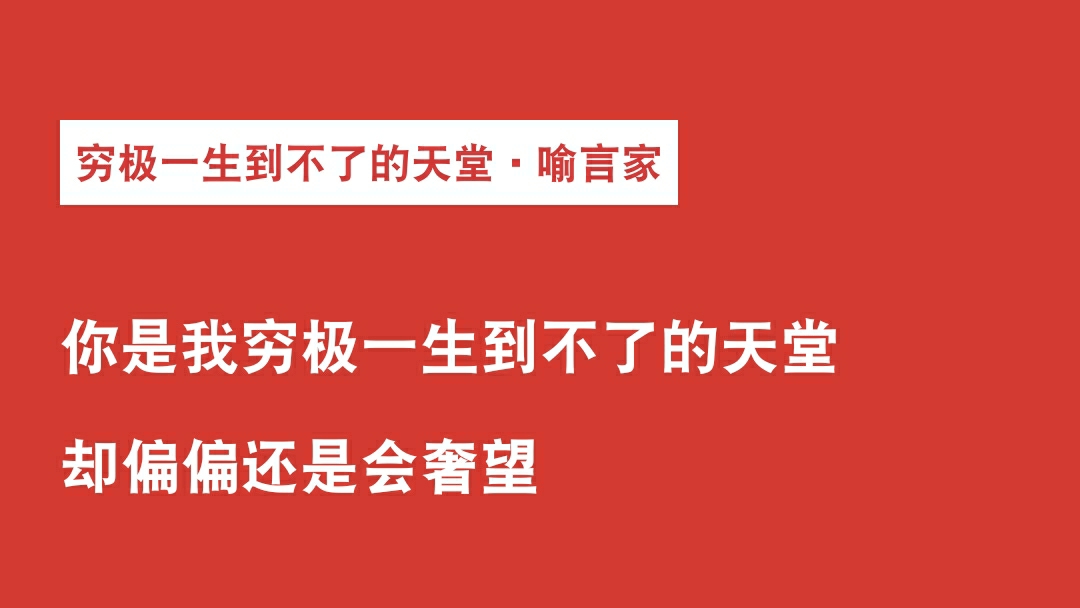 穷极一生到不了的天堂·喻言家
你是我穷极一生到不了的天堂
却偏偏还是会奢望